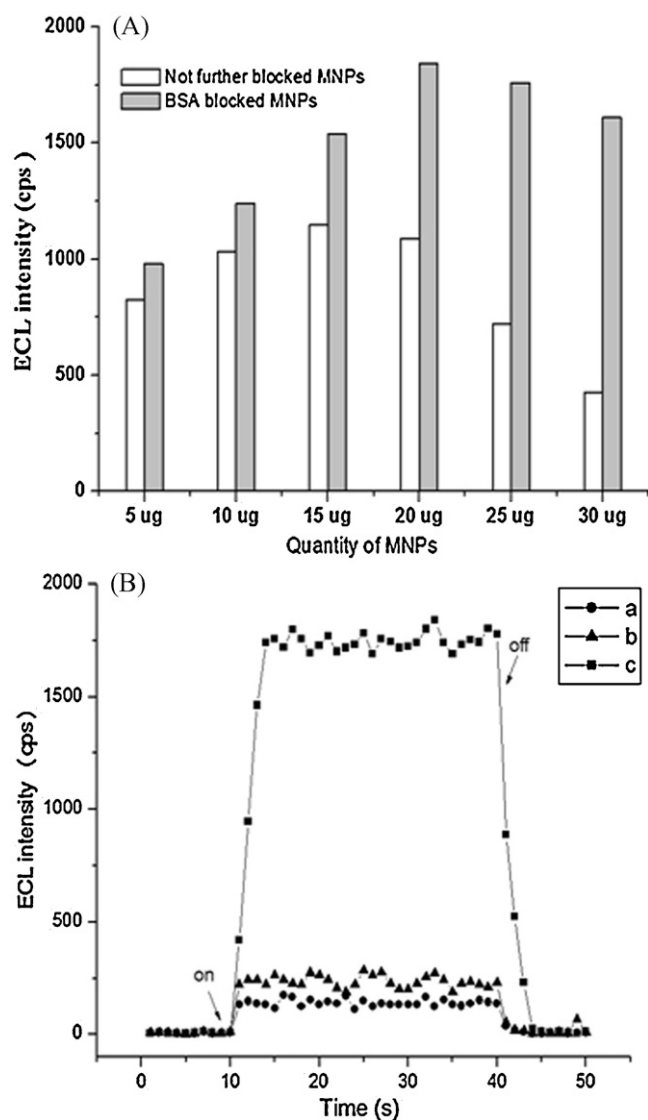 (A)
2000
1500
1000
500
0
ECL intensity (cps)
Not further blocked MNPs
BSA blocked MNPs
5 ug 10 ug 15 ug 20 ug 25 ug 30 ug
Quantity of MNPs
(B)
2000
1500
1000
500
0
ECL intensity (cps)
a
b
c
on
off
0 10 20 30 40 50
Time (s)